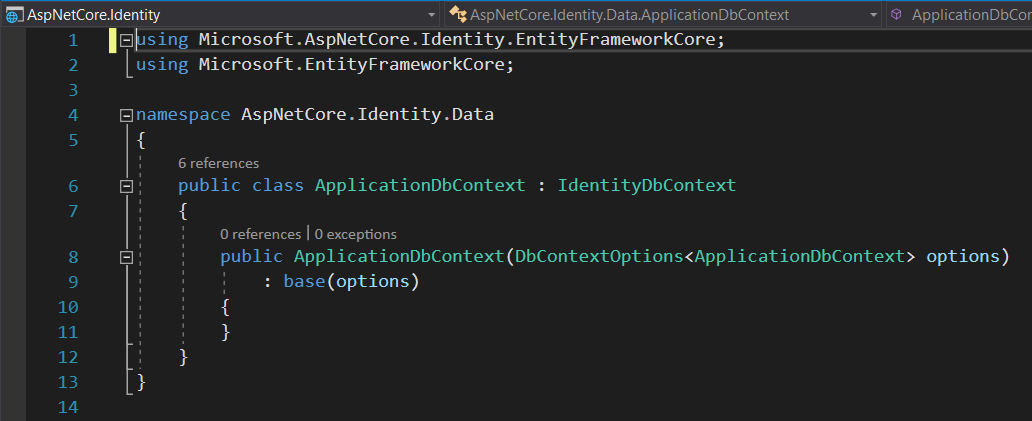 AspNetCore.Identity AspNetCore.Identity.Data.ApplicationDbContext ApplicationDbCor
1 using Microsoft.AspNetCore.Identity.EntityFrameworkCore;
2 using Microsoft.EntityFrameworkCore;
3
4 namespace AspNetCore.Identity.Data
5 {
6 references
6 public class ApplicationDbContext : IdentityDbContext
7 {
0 references | 0 exceptions
8 public ApplicationDbContext(DbContextOptions<ApplicationDbContext> options)
9 : base(options)
10 {
11 }
12 }
13 }
14